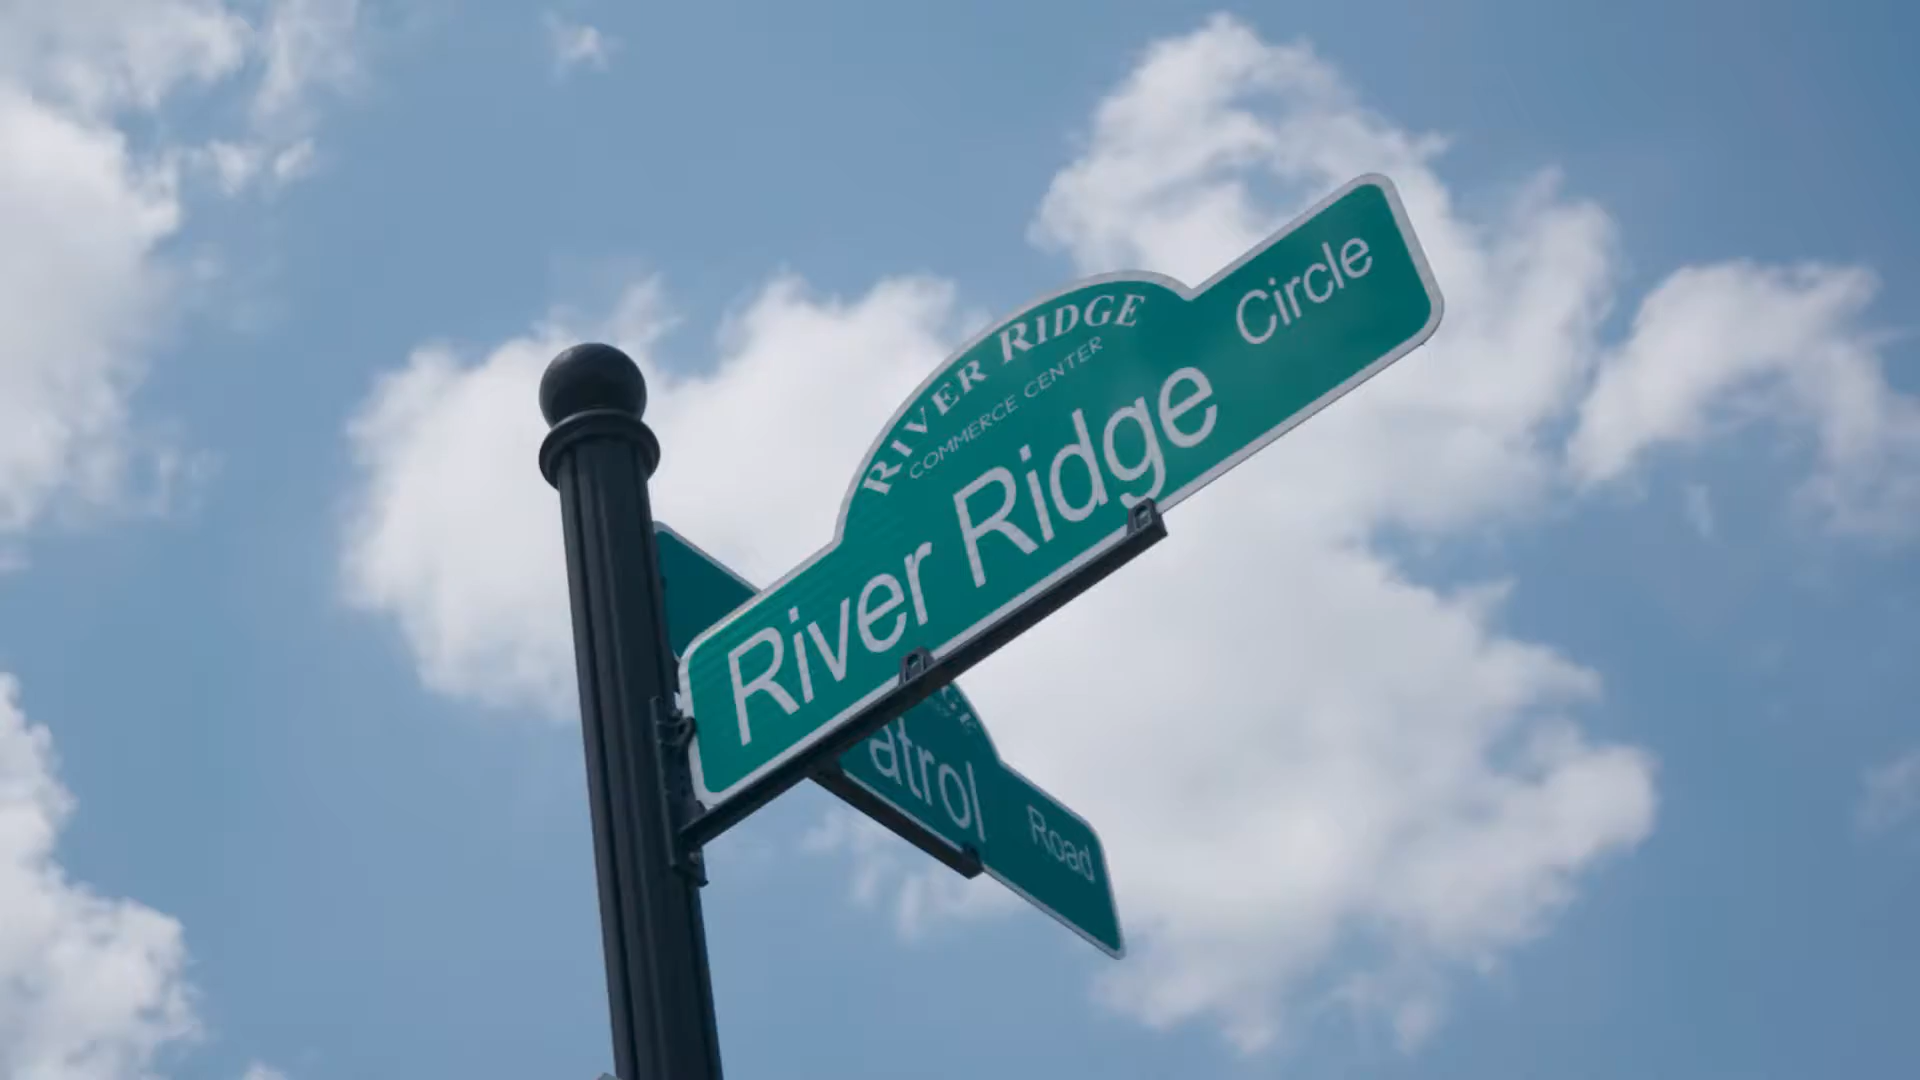 RIVER RIDGE
COMMERCE CENTER
River Ridge Circle
atrol Road